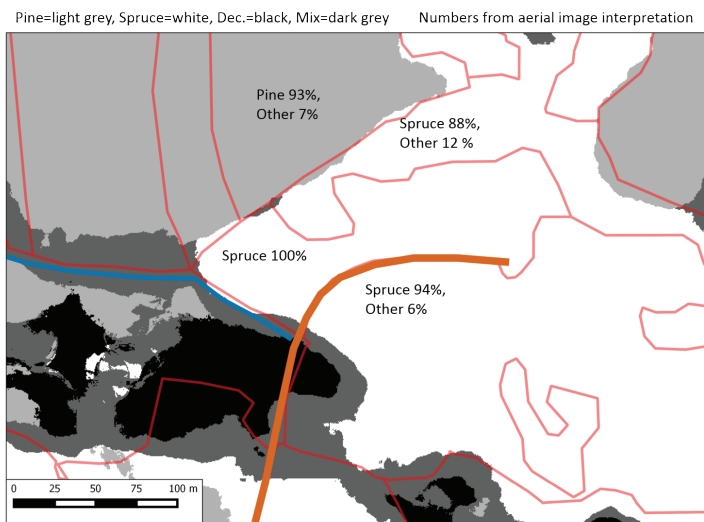 Pine=light grey, Spruce=white, Dec.=black, Mix=dark grey
Numbers from aerial image interpretation
Pine 93%,
Other 7%
Spruce 88%,
Other 12 %
Spruce 100%
Spruce 94%,
Other 6%
0 25 50 75 100 m